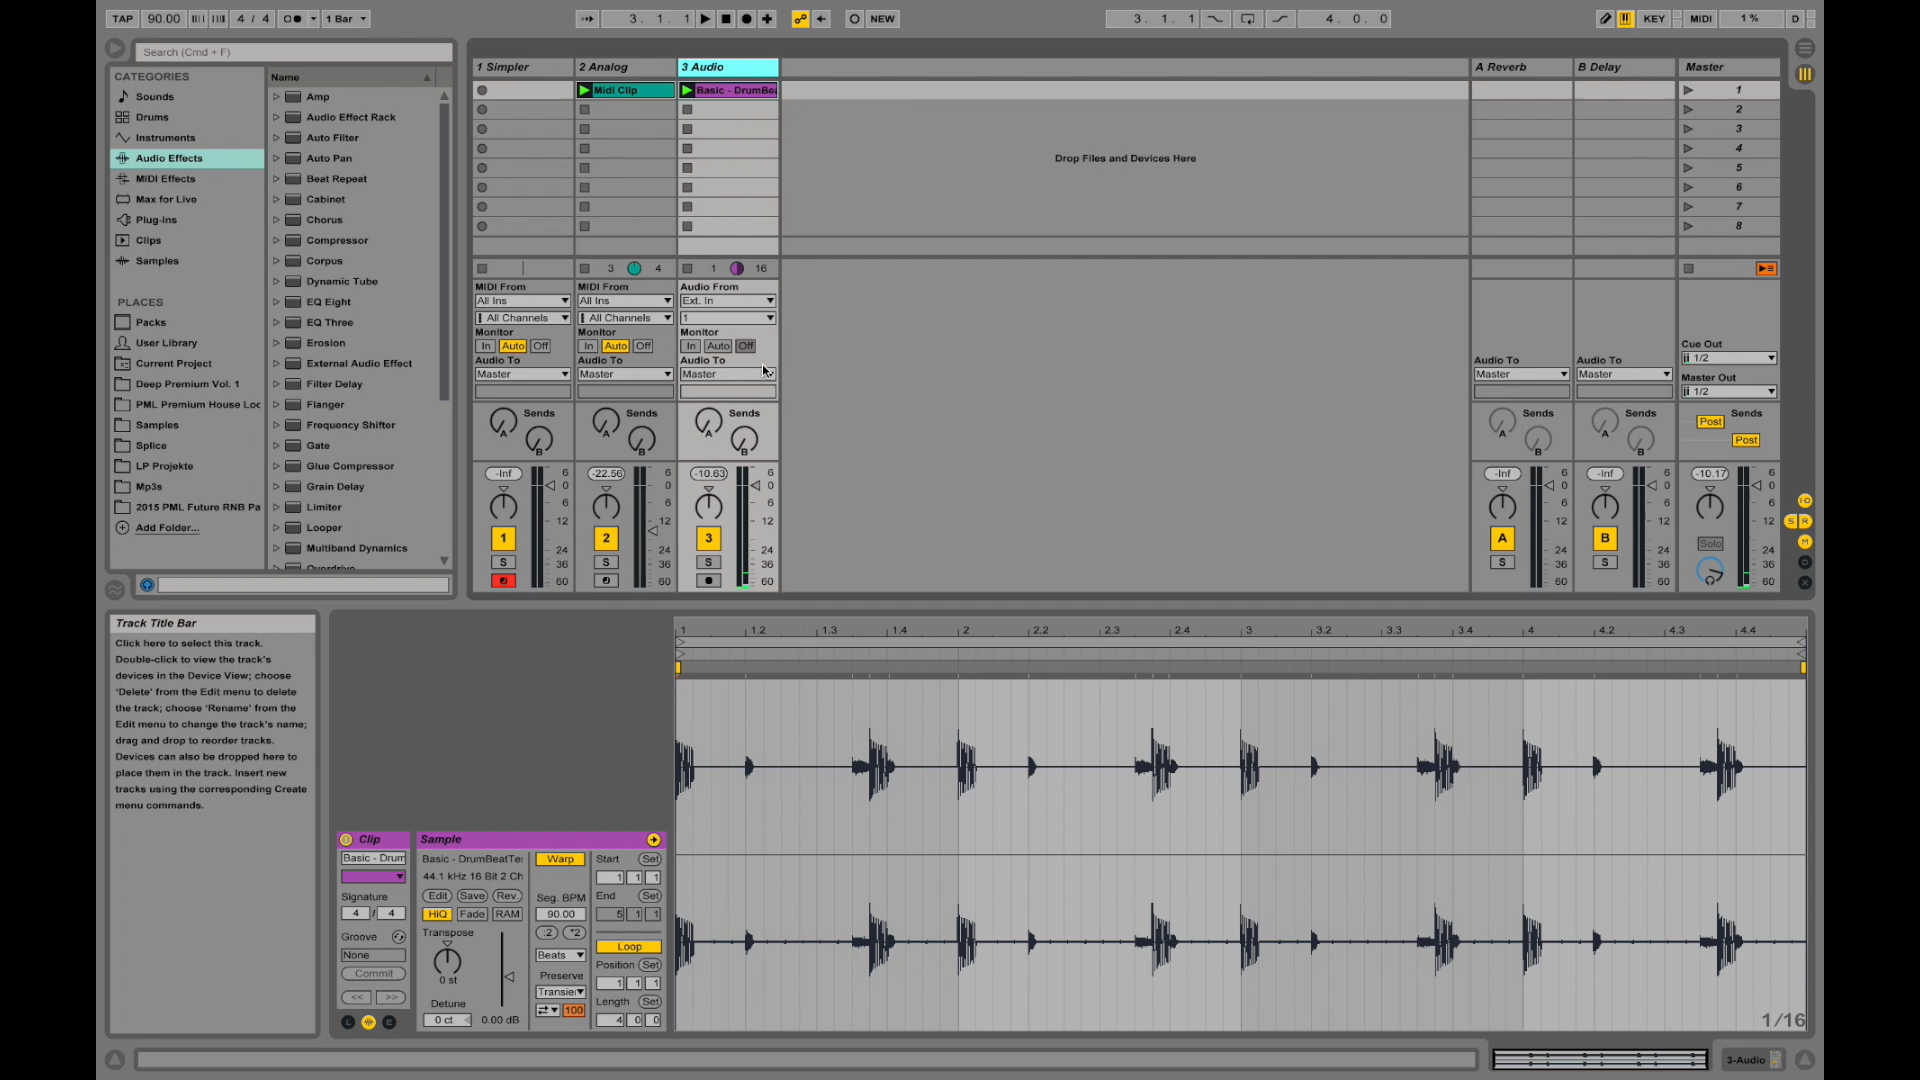 TAP 90.00 4 / 4 1 Bar 3. 1. 1 NEW 3. 1. 1 4. 0. 0 KEY MIDI 1 % D
Search (Cmd + F)
CATEGORIES
Sounds
Drums
Instruments
Audio Effects
MIDI Effects
Max for Live
Plug-ins
Clips
Samples
PLACES
Packs
User Library
Current Project
Deep Premium Vol. 1
PML Premium House Loc
Samples
Splice
LP Projekte
Mp3s
2015 PML Future RNB Pa
Add Folder...
Name
Amp
Audio Effect Rack
Auto Filter
Auto Pan
Beat Repeat
Cabinet
Chorus
Compressor
Corpus
Dynamic Tube
EQ Eight
EQ Three
Erosion
External Audio Effect
Filter Delay
Flanger
Frequency Shifter
Gate
Glue Compressor
Grain Delay
Limiter
Looper
Multiband Dynamics
Overdrive
1 Simpler 2 Analog 3 Audio A Reverb B Delay Master
Midi Clip Basic - DrumBea 1
2
3
4
5
6
7
8
Drop Files and Devices Here
3 4 1 16
MIDI From MIDI From Audio From
All Ins All Ins Ext. In
All Channels All Channels 1
Monitor Monitor Monitor
In Auto Off In Auto Off In Auto Off
Audio To Audio To Audio To Audio To Audio To
Master Master Master Master Master
Cue Out
1/2
Master Out
1/2
Sends Sends Sends Sends Sends Sends
A A A A A Post
B B B B B Post
-Inf -22.56 -10.63 -Inf -Inf -10.17
6 6 6 6 6 6
0 0 0 0 0 0
6 6 6 6 6 6
12 12 12 12 12 12
1 2 3 A B Solo
24 24 24 24 24 24
S S S S S
36 36 36 36 36 36
60 60 60 60 60 60
I-O
S R
M
D
X
Track Title Bar
Click here to select this track.
Double-click to view the track's
devices in the Device View; choose
'Delete' from the Edit menu to delete
the track; choose 'Rename' from the
Edit menu to change the track's name;
drag and drop to reorder tracks.
Devices can also be dropped here to
place them in the track. Insert new
tracks using the corresponding Create
menu commands.
Clip
Basic - Drum
Signature
4 / 4
Groove
None
Commit
<< >>
L E
Sample
Basic - DrumBeatTe
44.1 kHz 16 Bit 2 Ch
Edit Save Rev.
HiQ Fade RAM
Transpose
0 st
Detune
0 ct 0.00 dB
Warp
Seg. BPM
90.00
:2 *2
Beats
Preserve
Transie
100
Start Set
1 1 1
End Set
5 1 1
Loop
Position Set
1 1 1
Length Set
4 0 0
1 1.2 1.3 1.4 2 2.2 2.3 2.4 3 3.2 3.3 3.4 4 4.2 4.3 4.4
1/16
3-Audio